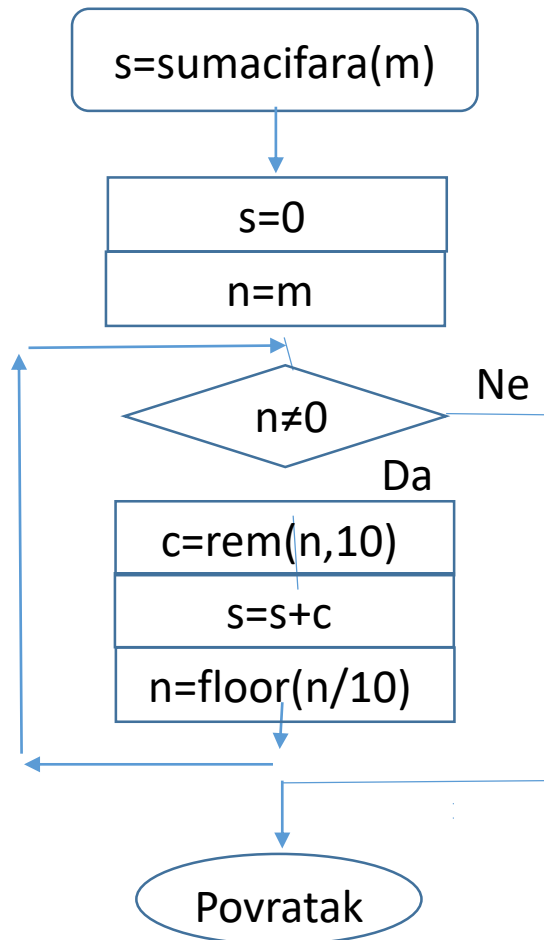 s=sumacifara(m)
s=0
n=m
n≠0
Ne
Da
c=rem(n,10)
s=s+c
n=floor(n/10)
Povratak